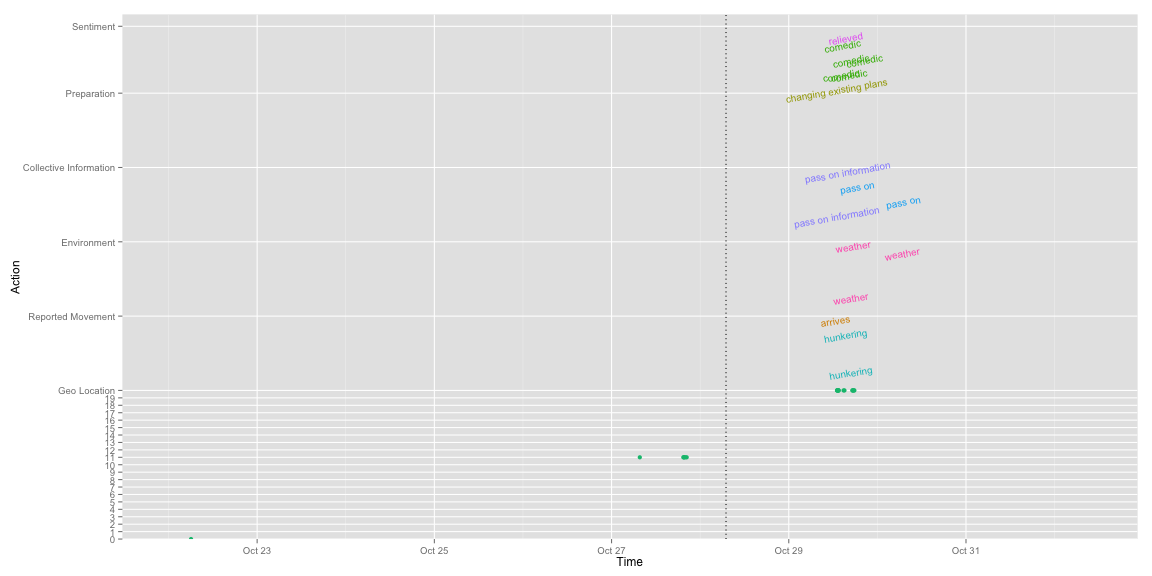 Sentiment
relieved
comedic
comedic
comedic
comedic
comedic
Preparation
changing existing plans
Collective Information
pass on information
pass on
pass on
pass on information
Environment
weather
weather
weather
Reported Movement
arrives
hunkering
hunkering
Geo Location
19
18
17
16
15
14
13
12
11
10
9
8
7
6
5
4
3
2
1
0
Action
Oct 23
Oct 25
Oct 27
Oct 29
Oct 31
Time